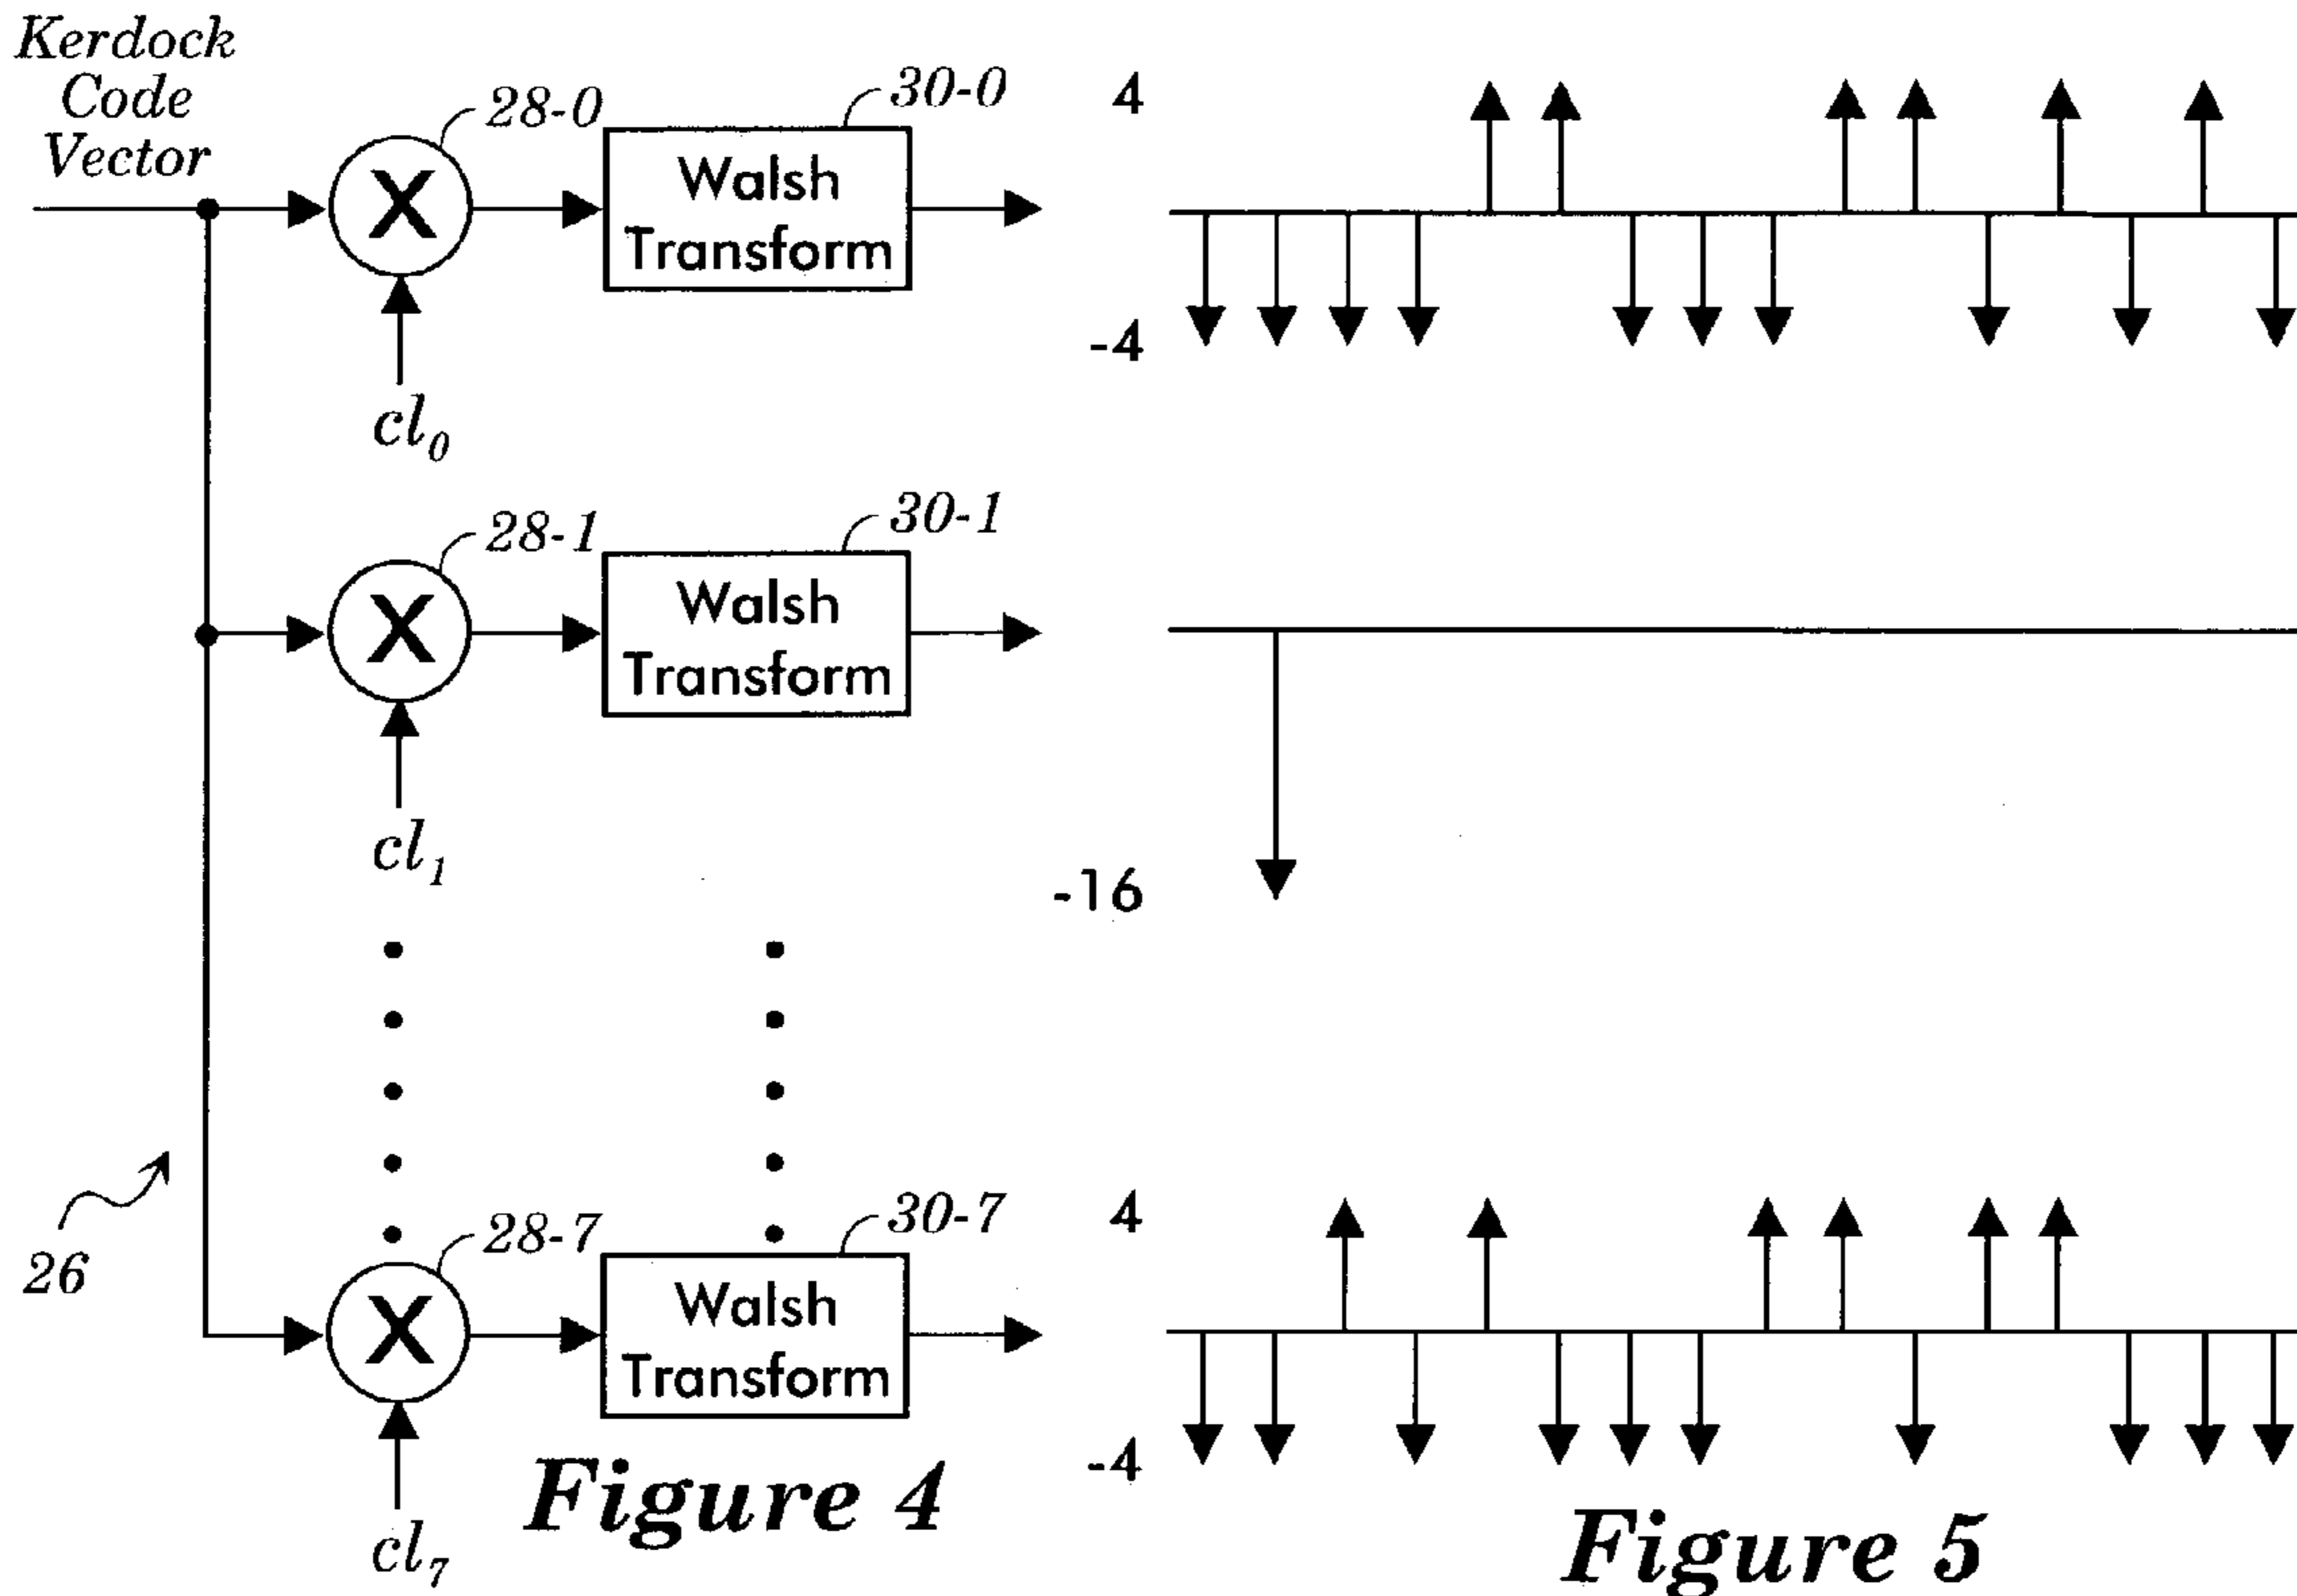 Kerdock
Code
Vector
28-0
30-0
X
Walsh
Transform
cl0
4
-4
28-1
30-1
X
Walsh
Transform
cl1
-16
26
28-7
30-7
X
Walsh
Transform
cl7
4
-4
Figure 4
Figure 5